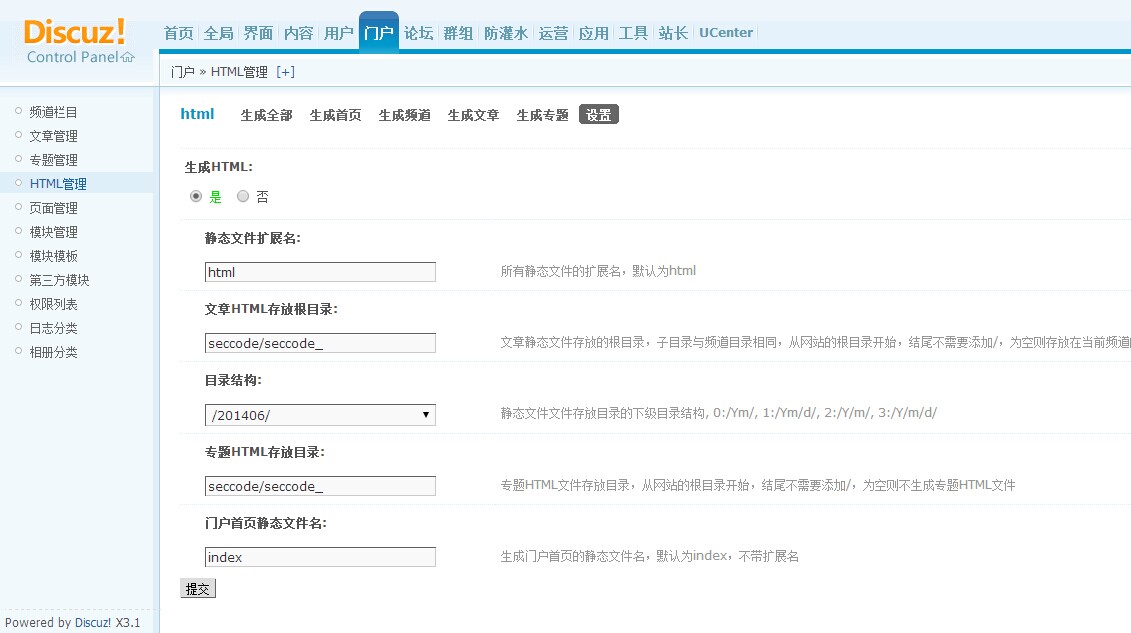 Discuz!
Control Panel
首页 全局 界面 内容 用户 门户 论坛 群组 防灌水 运营 应用 工具 站长 UCenter
门户 » HTML管理 [+]
频道栏目
文章管理
专题管理
HTML管理
页面管理
模块管理
模块模板
第三方模块
权限列表
日志分类
相册分类
html 生成全部 生成首页 生成频道 生成文章 生成专题 设置
生成HTML:
是 否
静态文件扩展名:
html 所有静态文件的扩展名，默认为html
文章HTML存放根目录:
seccode/seccode_ 文章静态文件存放的根目录，子目录与频道目录相同，从网站的根目录开始，结尾不需要添加/，为空则存放在当前频道
目录结构:
/201406/ 静态文件文件存放目录的下级目录结构, 0:/Ym/, 1:/Ym/d/, 2:/Y/m/, 3:/Y/m/d/
专题HTML存放目录:
seccode/seccode_ 专题HTML文件存放目录，从网站的根目录开始，结尾不需要添加/，为空则不生成专题HTML文件
门户首页静态文件名:
index 生成门户首页的静态文件名，默认为index，不带扩展名
提交
Powered by Discuz! X3.1